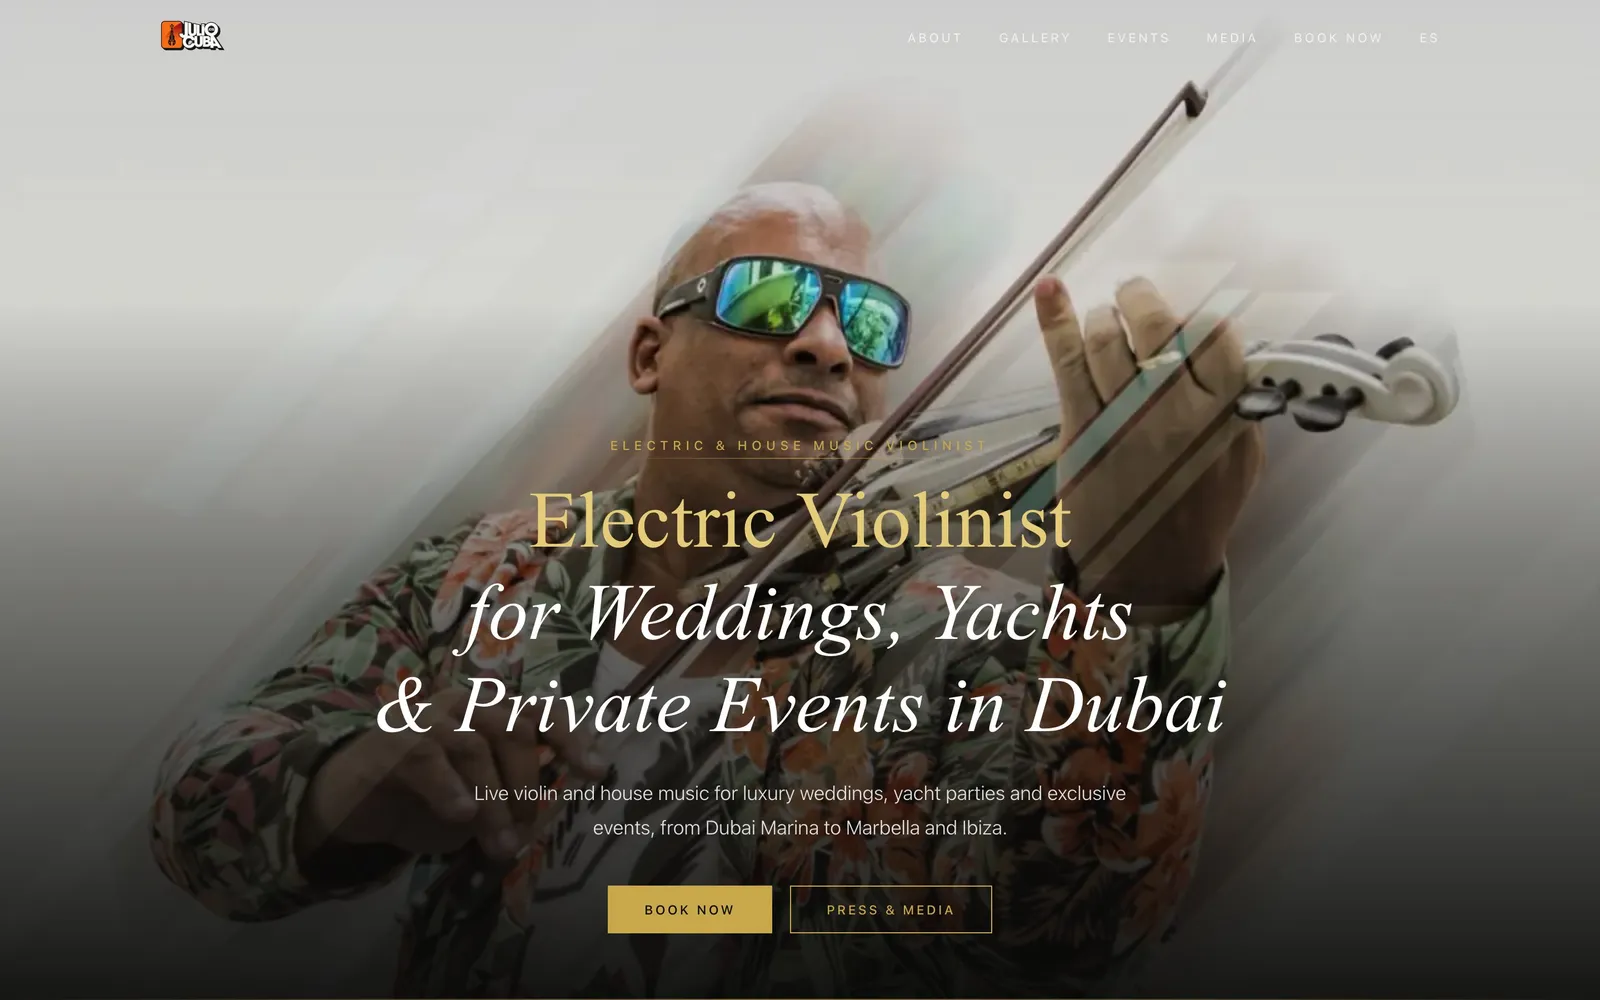 JULIO CUBA
ABOUT
GALLERY
EVENTS
MEDIA
BOOK NOW
ES
ELECTRIC & HOUSE MUSIC VIOLINIST
Electric Violinist
for Weddings, Yachts
& Private Events in Dubai
Live violin and house music for luxury weddings, yacht parties and exclusive
events, from Dubai Marina to Marbella and Ibiza.
BOOK NOW
PRESS & MEDIA